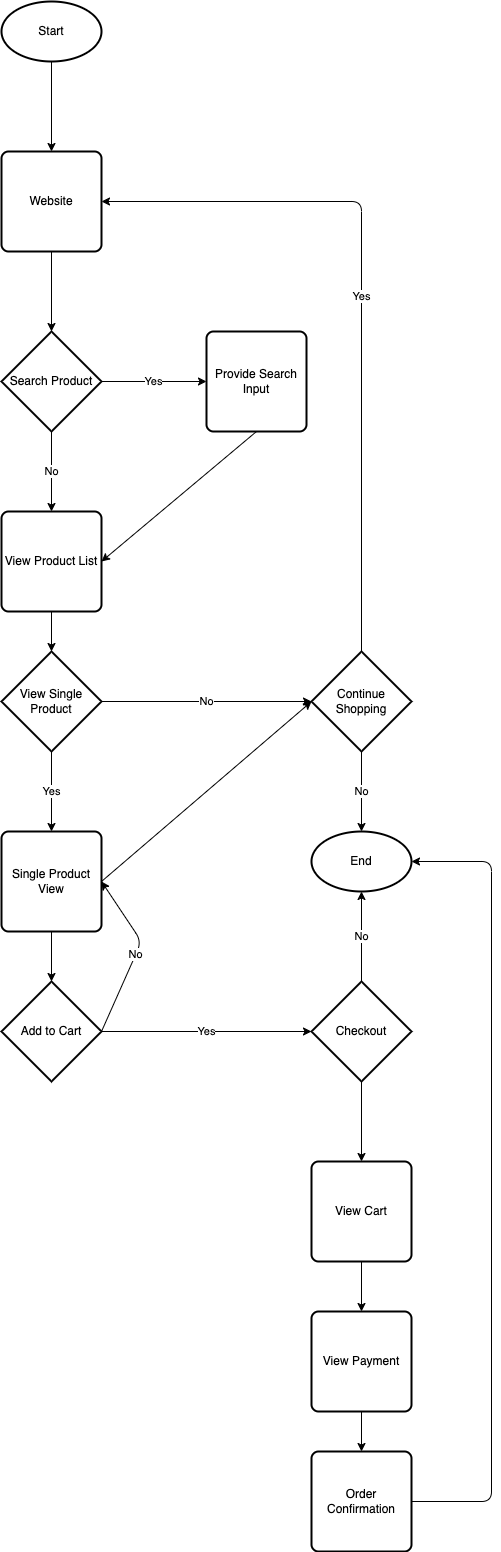 Start
Website
Yes
Search Product
Yes
Provide Search
Input
No
View Product List
View Single
Product
No
Continue
Shopping
Yes
No
Single Product
View
End
No
No
Add to Cart
Yes
Checkout
View Cart
View Payment
Order
Confirmation